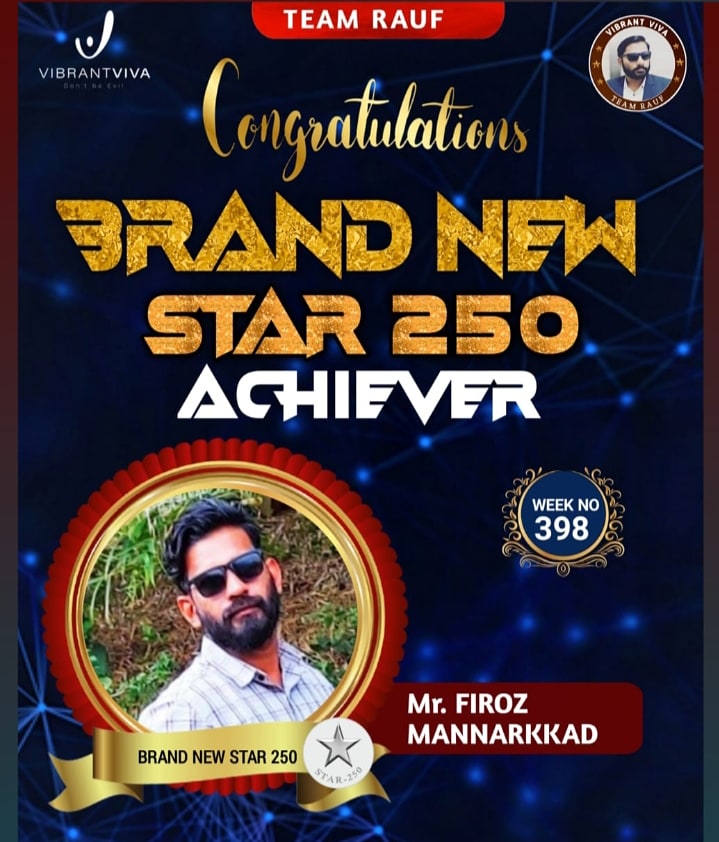 TEAM RAUF
VIBRANTVIVA
Don't be Evil
VIBRANT VIVA
TEAM RAUF
Congratulations
BRAND NEW
STAR 250
ACHIEVER
WEEK NO
398
Mr. FIROZ
MANNARKKAD
BRAND NEW STAR 250
STAR-250